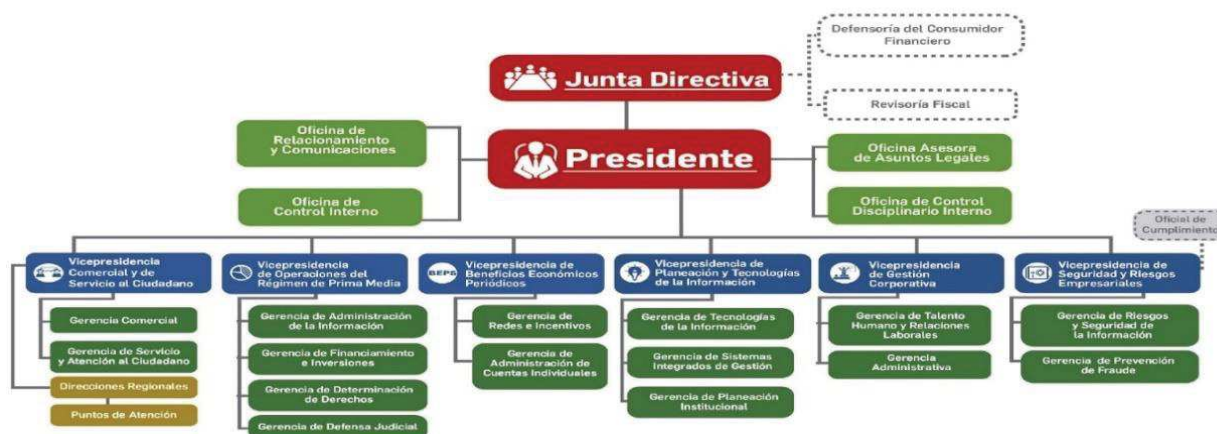 Defensoría del Consumidor
Financiero
Junta Directiva
Revisoría Fiscal
Oficina de
Relacionamiento
y Comunicaciones
Presidente
Oficina Asesora
de Asuntos Legales
Oficina de
Control Interno
Oficina de Control
Disciplinario Interno
Oficial de
Cumplimiento
Vicepresidencia
Comercial y de
Servicio al Ciudadano
Gerencia Comercial
Gerencia de Servicio
y Atención al Ciudadano
Direcciones Regionales
Puntos de Atención
Vicepresidencia
de Operaciones del
Régimen de Prima Media
Gerencia de Administración
de la Información
Gerencia de Financiamiento
e Inversiones
Gerencia de Determinación
de Derechos
Gerencia de Defensa Judicial
BEPS
Vicepresidencia de
Beneficios Económicos
Periódicos
Gerencia de
Redes e Incentivos
Gerencia de
Administración de
Cuentas Individuales
Vicepresidencia
de Planeación y Tecnologías
de la Información
Gerencia de Tecnologías
de la Información
Gerencia de Sistemas
Integrados de Gestión
Gerencia de Planeación
Institucional
Vicepresidencia
de Gestión
Corporativa
Gerencia de Talento
Humano y Relaciones
Laborales
Gerencia
Administrativa
Vicepresidencia de
Seguridad y Riesgos
Empresariales
Gerencia de Riesgos
y Seguridad de
la Información
Gerencia de Prevención
de Fraude